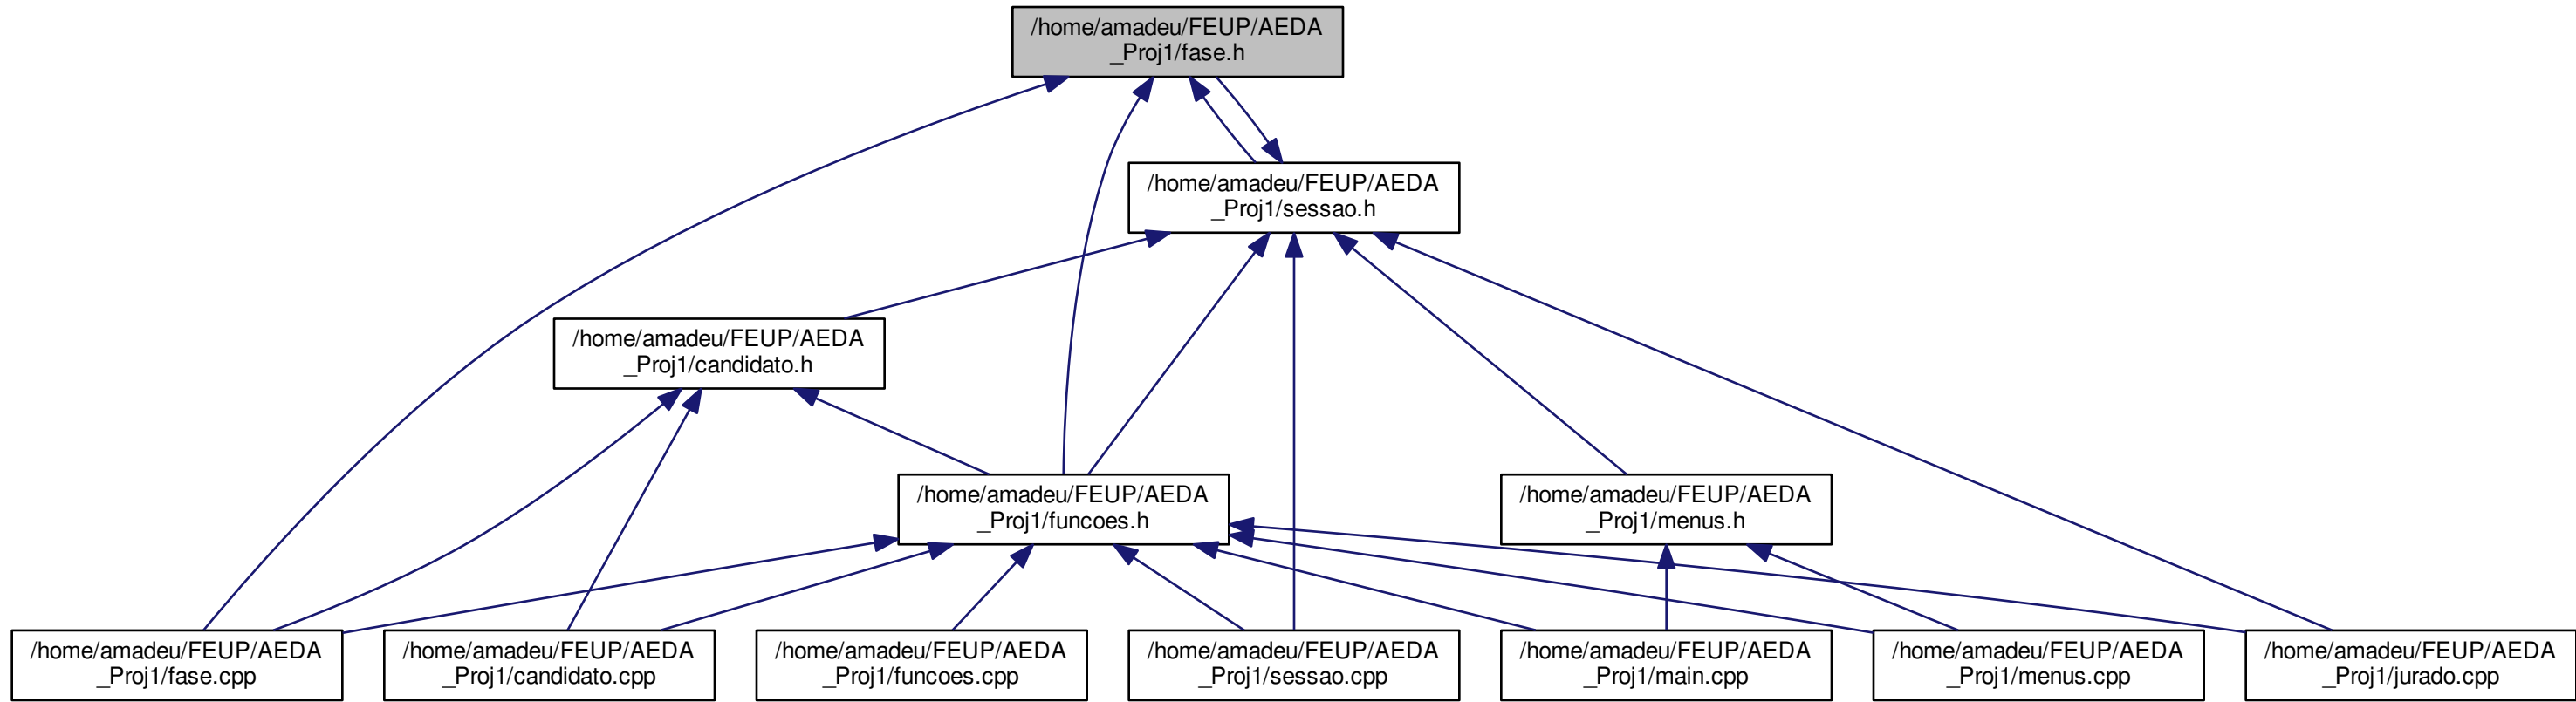 /home/amadeu/FEUP/AEDA
_Proj1/fase.h
/home/amadeu/FEUP/AEDA
_Proj1/sessao.h
/home/amadeu/FEUP/AEDA
_Proj1/candidato.h
/home/amadeu/FEUP/AEDA
_Proj1/funcoes.h
/home/amadeu/FEUP/AEDA
_Proj1/menus.h
/home/amadeu/FEUP/AEDA
_Proj1/fase.cpp
/home/amadeu/FEUP/AEDA
_Proj1/candidato.cpp
/home/amadeu/FEUP/AEDA
_Proj1/funcoes.cpp
/home/amadeu/FEUP/AEDA
_Proj1/sessao.cpp
/home/amadeu/FEUP/AEDA
_Proj1/main.cpp
/home/amadeu/FEUP/AEDA
_Proj1/menus.cpp
/home/amadeu/FEUP/AEDA
_Proj1/jurado.cpp